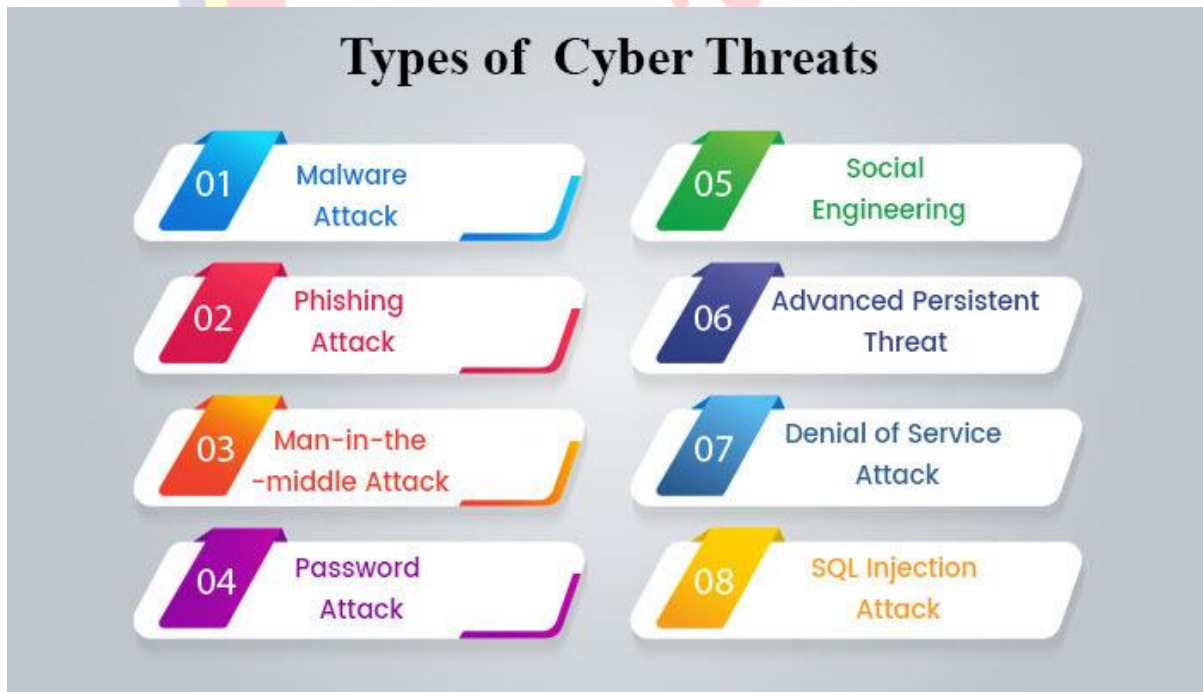 Types of Cyber Threats
01
Malware
Attack
02
Phishing
Attack
03
Man-in-the
-middle Attack
04
Password
Attack
05
Social
Engineering
06
Advanced Persistent
Threat
07
Denial of Service
Attack
08
SQL Injection
Attack